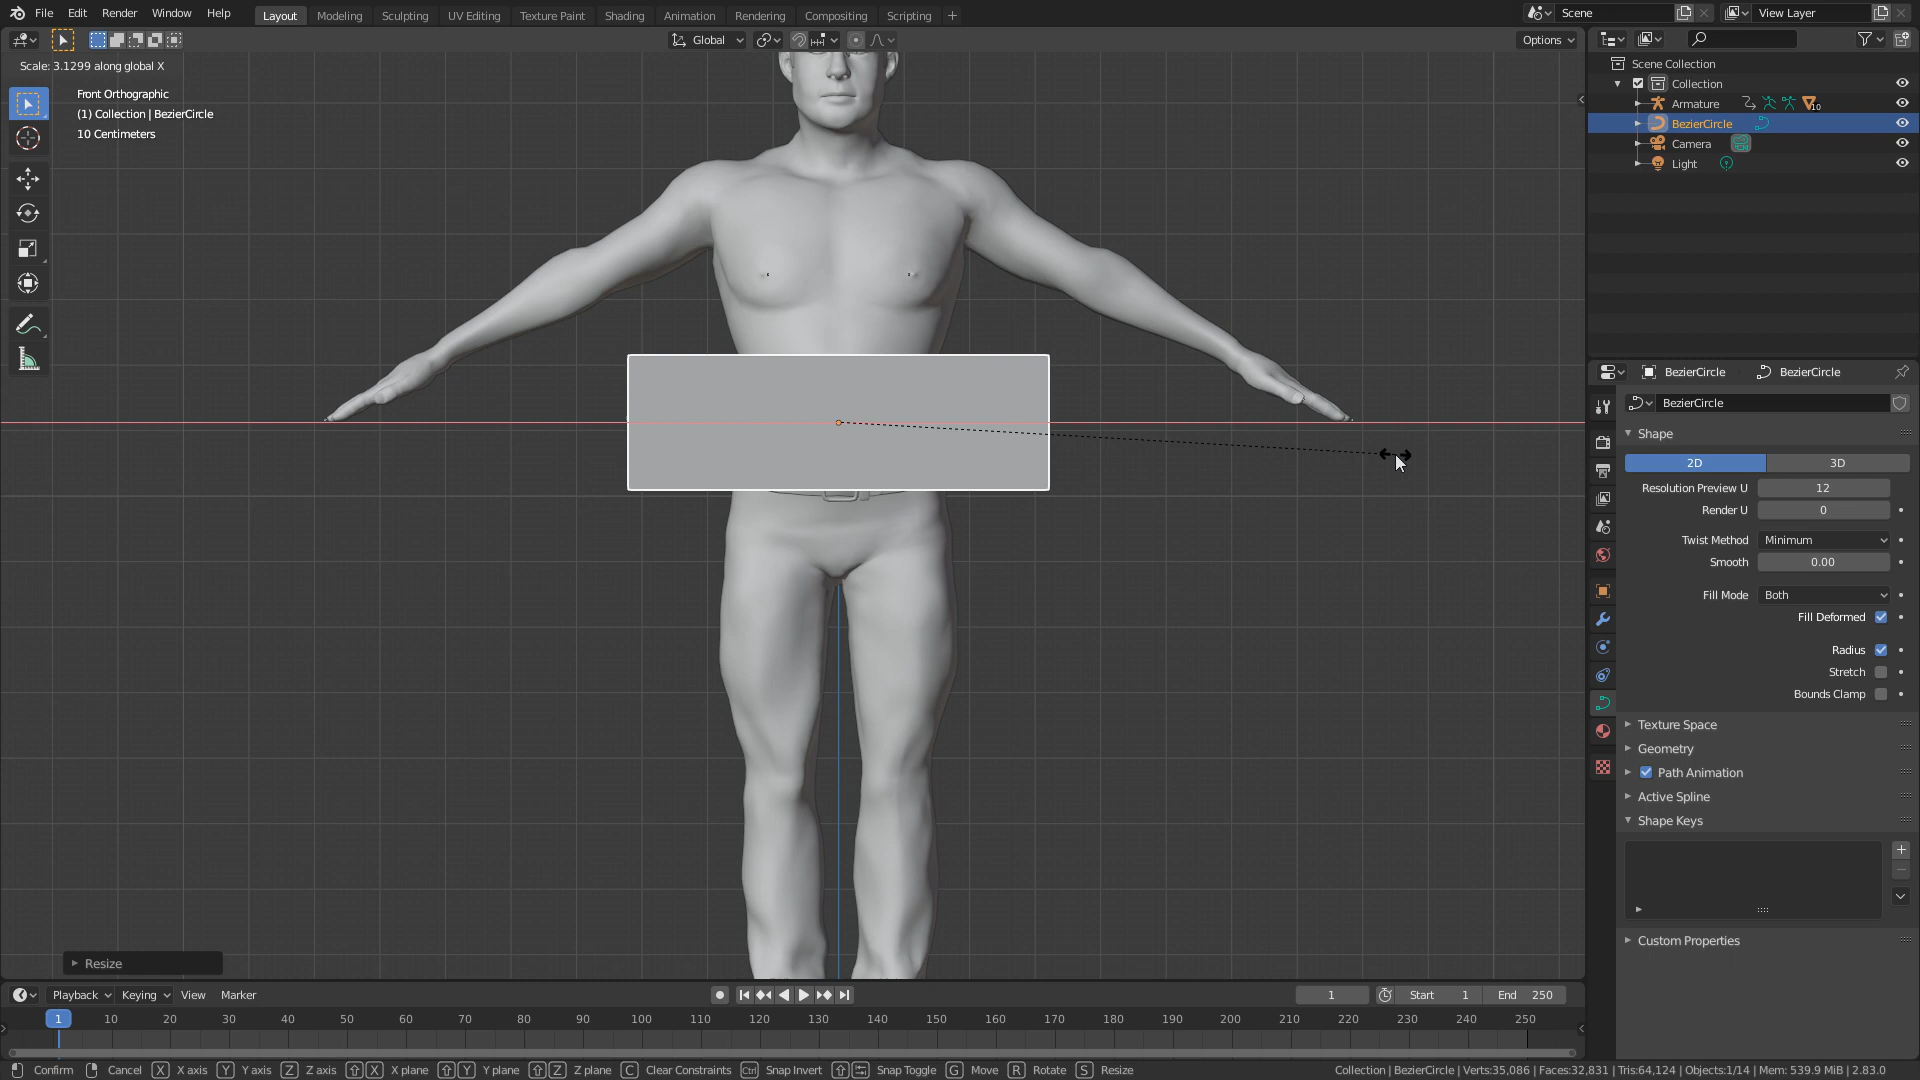 File Edit Render Window Help Layout Modeling Sculpting UV Editing Texture Paint Shading Animation Rendering Compositing Scripting + Scene View Layer
Global Options
Scale: 3.1299 along global X
Front Orthographic
(1) Collection | BezierCircle
10 Centimeters
Scene Collection
Collection
Armature 10
BezierCircle
Camera
Light
BezierCircle BezierCircle
BezierCircle
Shape
2D 3D
Resolution Preview U 12
Render U 0
Twist Method Minimum
Smooth 0.00
Fill Mode Both
Fill Deformed
Radius
Stretch
Bounds Clamp
Texture Space
Geometry
Path Animation
Active Spline
Shape Keys
Custom Properties
Resize
Playback Keying View Marker 1 Start 1 End 250
1 10 20 30 40 50 60 70 80 90 100 110 120 130 140 150 160 170 180 190 200 210 220 230 240 250
Confirm Cancel X X axis Y Y axis Z Z axis X X plane Y Y plane Z Z plane C Clear Constraints Ctrl Snap Invert Snap Toggle G Move R Rotate S Resize Collection | BezierCircle | Verts:35,086 | Faces:32,831 | Tris:64,124 | Objects:1/14 | Mem: 539.9 MiB | 2.83.0